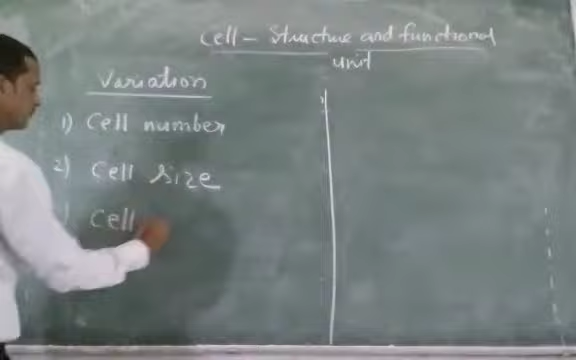 Cell - Structure and functional
unit
Variation
1) Cell number
2) Cell size
) Cell